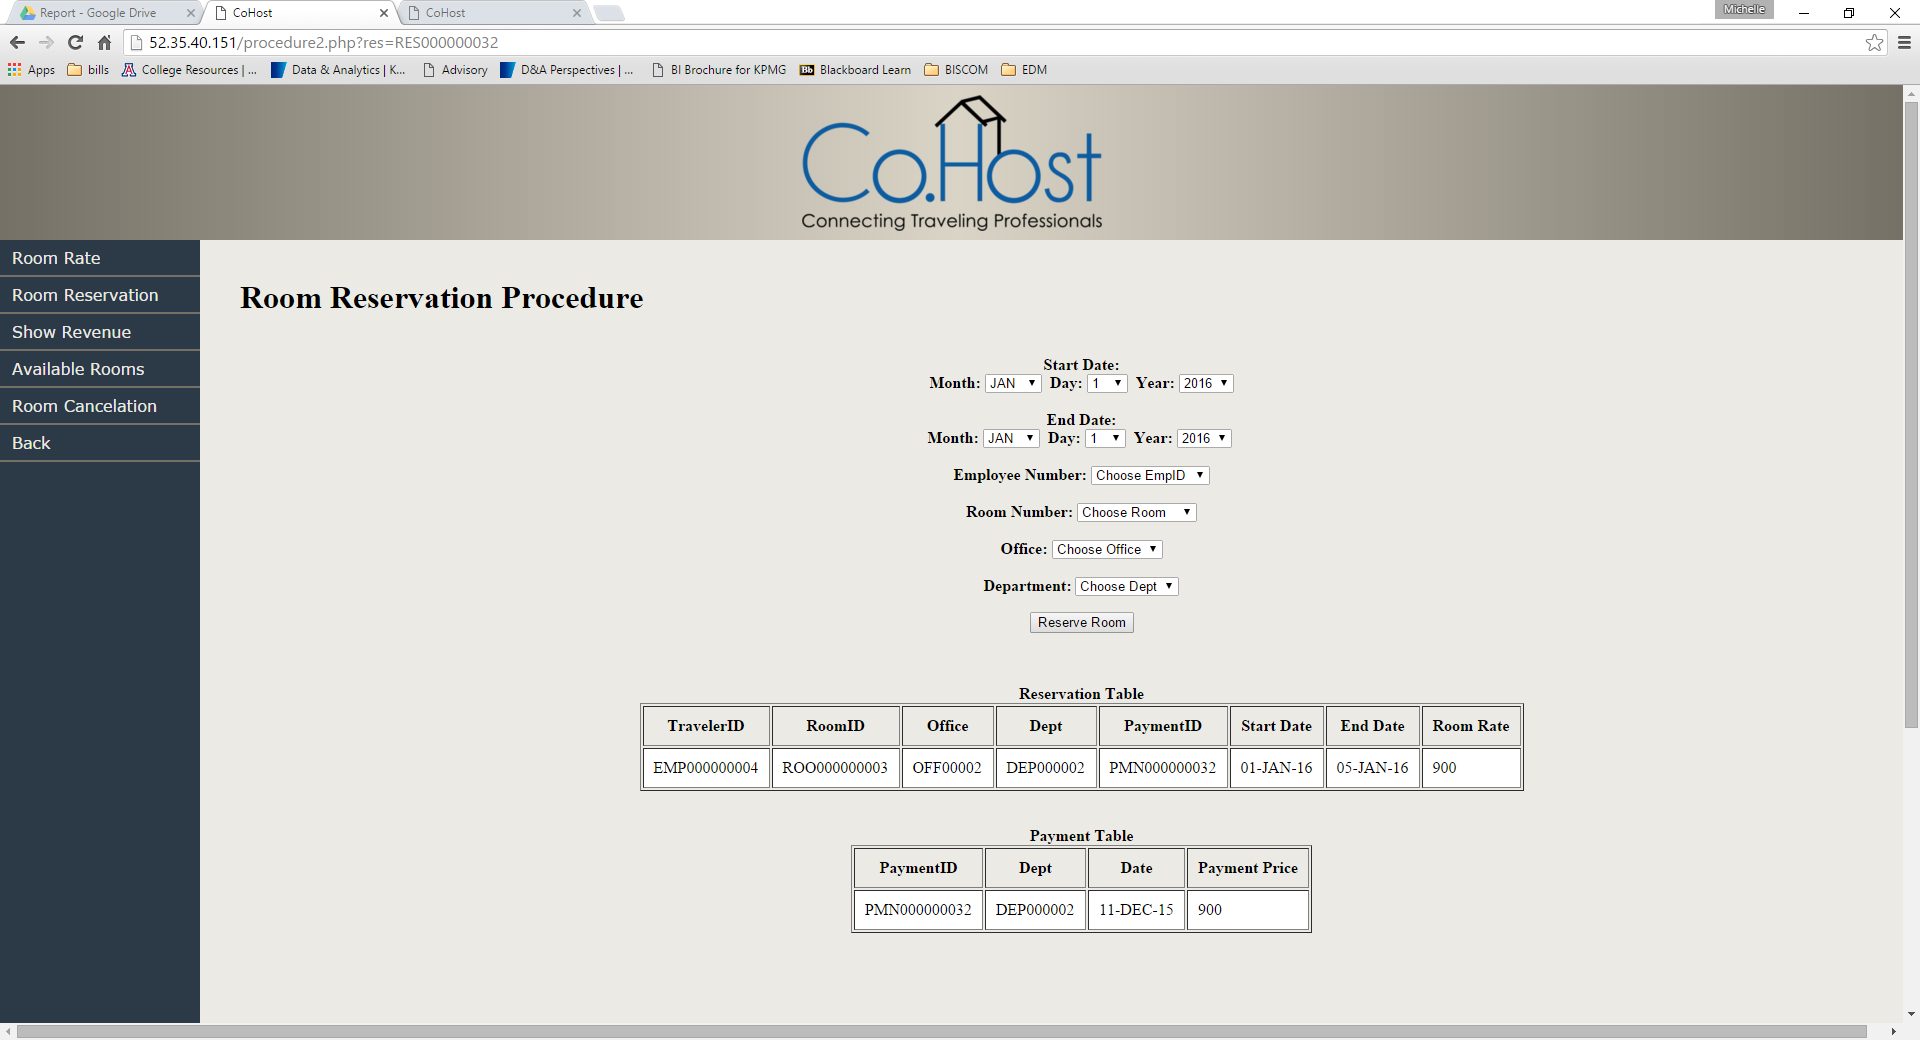 Report - Google Drive
CoHost
CoHost
Michelle
52.35.40.151/procedure2.php?res=RES000000032
Apps
bills
College Resources | ...
Data & Analytics | K...
Advisory
D&A Perspectives | ...
BI Brochure for KPMG
Bb
Blackboard Learn
BISCOM
EDM
Co.Host
Connecting Traveling Professionals
Room Rate
Room Reservation
Show Revenue
Available Rooms
Room Cancelation
Back
Room Reservation Procedure
Start Date:
Month: JAN Day: 1 Year: 2016
End Date:
Month: JAN Day: 1 Year: 2016
Employee Number: Choose EmpID
Room Number: Choose Room
Office: Choose Office
Department: Choose Dept
Reserve Room
Reservation Table
TravelerID RoomID Office Dept PaymentID Start Date End Date Room Rate
EMP000000004 ROO000000003 OFF00002 DEP000002 PMN000000032 01-JAN-16 05-JAN-16 900
Payment Table
PaymentID Dept Date Payment Price
PMN000000032 DEP000002 11-DEC-15 900